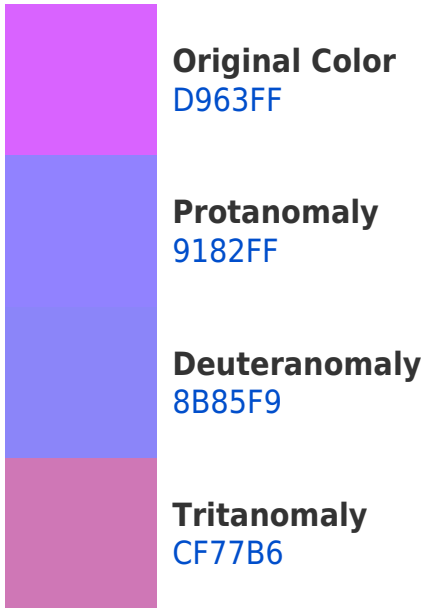 Original Color
D963FF
Protanomaly
9182FF
Deuteranomaly
8B85F9
Tritanomaly
CF77B6